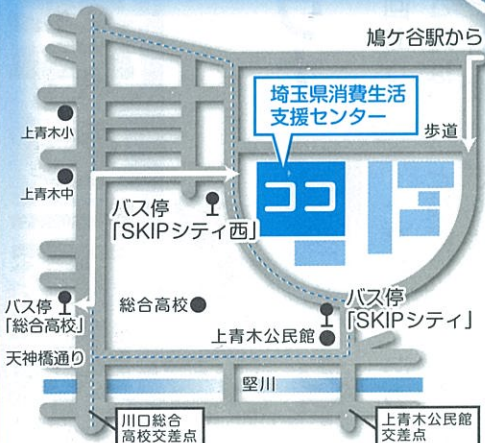 鳩ケ谷駅から
埼玉県消費生活
支援センター
歩道
上青木小
上青木中
ココ
バス停
「SKIPシティ西」
バス停
「総合高校」
総合高校
バス停
「SKIPシティ」
上青木公民館
天神橋通り
堅川
川口総合
高校交差点
上青木公民館
交差点